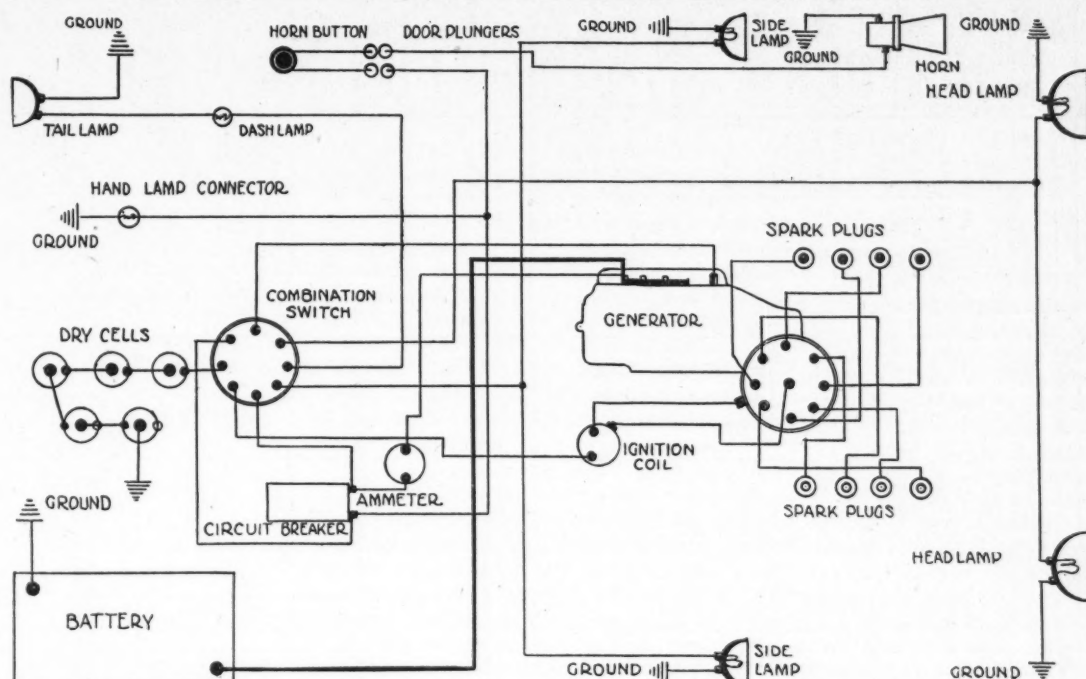 GROUND
GROUND
SIDE
LAMP
GROUND
HORN
GROUND
HORN BUTTON
DOOR PLUNGERS
HEAD LAMP
TAIL LAMP
DASH LAMP
HAND LAMP CONNECTOR
GROUND
SPARK PLUGS
COMBINATION
SWITCH
GENERATOR
DRY CELLS
IGNITION
COIL
GROUND
AMMETER
CIRCUIT BREAKER
SPARK PLUGS
HEAD LAMP
BATTERY
SIDE
LAMP
GROUND
GROUND